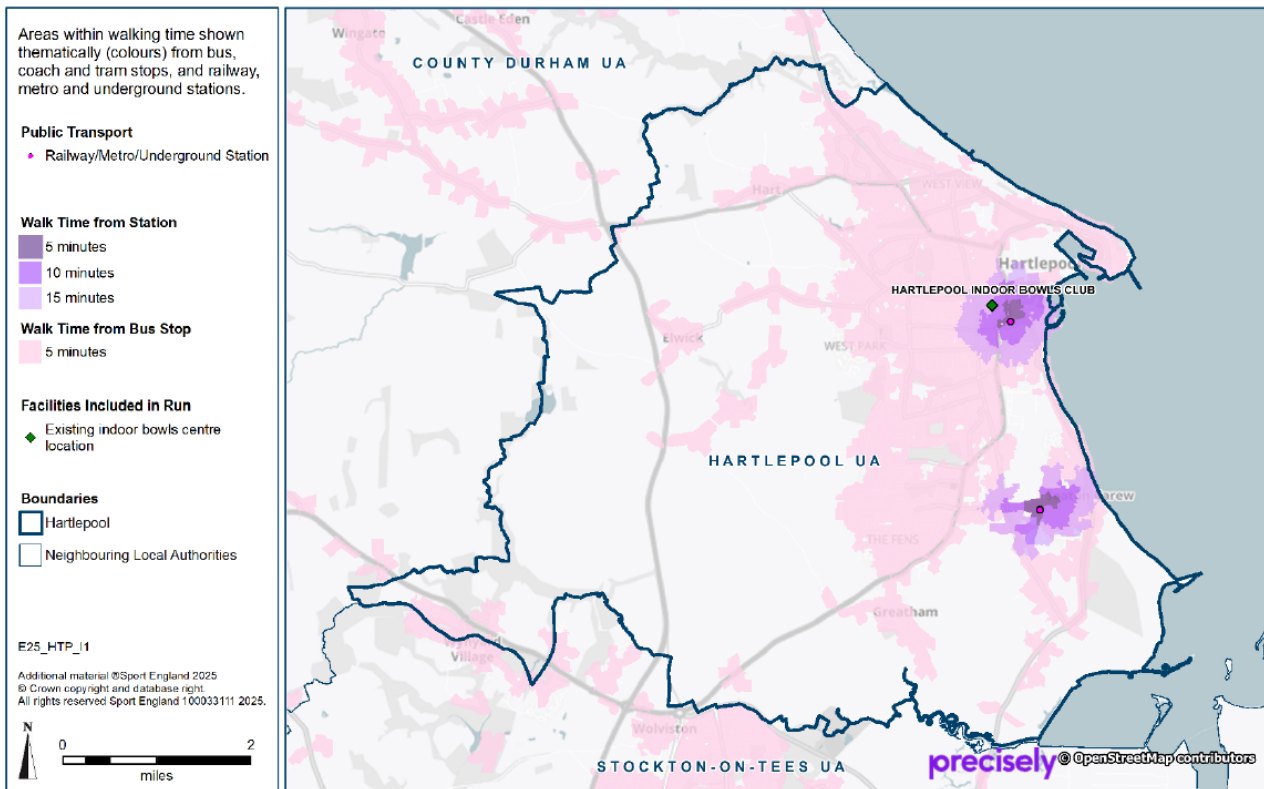 Areas within walking time shown
thematically (colours) from bus,
coach and tram stops, and railway,
metro and underground stations.
Public Transport
Railway/Metro/Underground Station
Walk Time from Station
5 minutes
10 minutes
15 minutes
Walk Time from Bus Stop
5 minutes
Facilities Included in Run
Existing indoor bowls centre
location
Boundaries
Hartlepool
Neighbouring Local Authorities
E25_HTP_I1
Additional material ©Sport England 2025
© Crown copyright and database right.
All rights reserved Sport England 100033111 2025.
N
0 2
miles
Castle Eden
Wingate
COUNTY DURHAM UA
WEST VIEW
Hart
Hartlepool
HARTLEPOOL INDOOR BOWLS CLUB
Elwick
WEST PARK
HARTLEPOOL UA
Carew
THE FENS
Greatham
Village
Wolviston
STOCKTON-ON-TEES UA
precisely © OpenStreetMap contributors